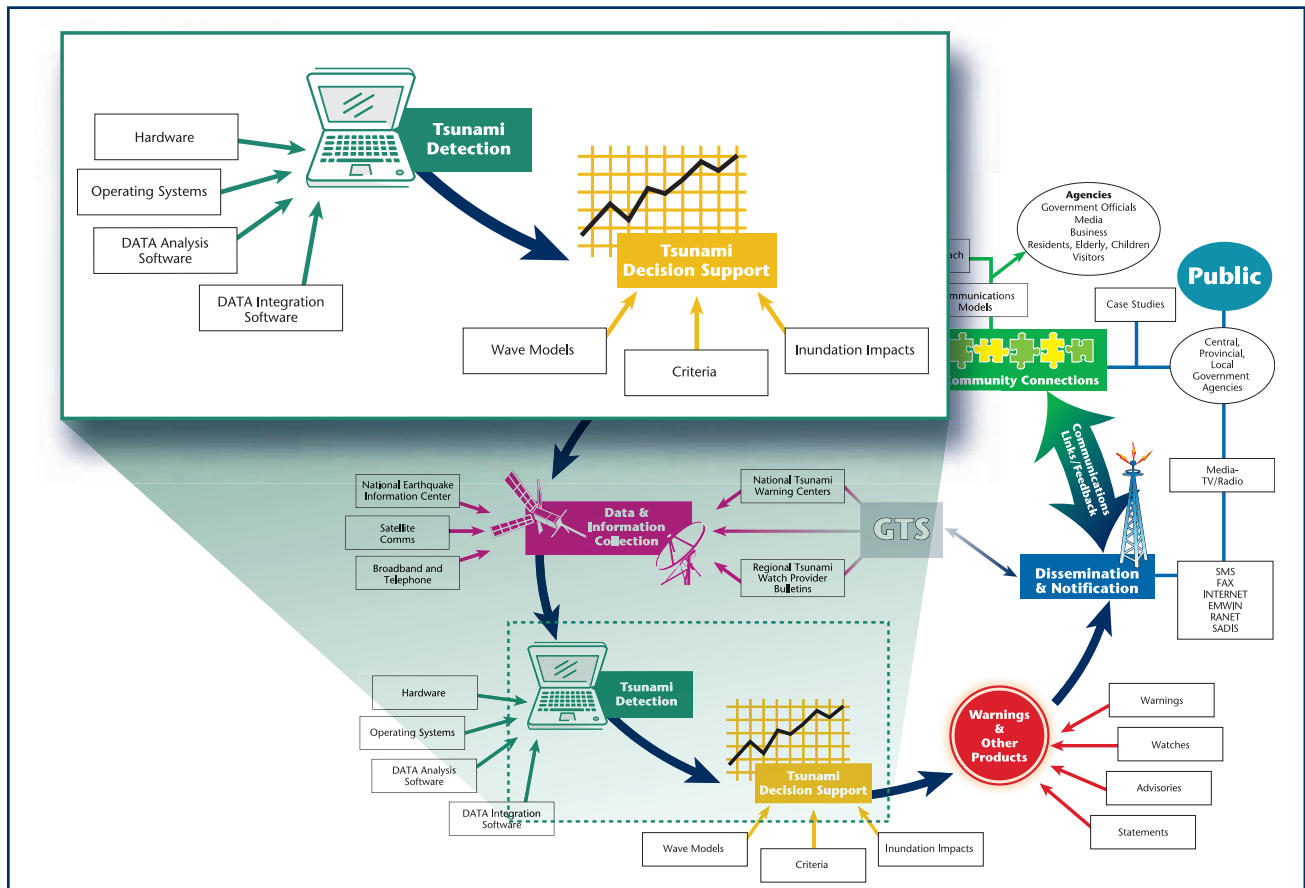 Hardware
Operating Systems
DATA Analysis
Software
DATA Integration
Software
Tsunami
Detection
Tsunami
Decision Support
Wave Models
Criteria
Inundation Impacts
Agencies
Government Officials
Media
Business
Residents, Elderly, Children
Visitors
ach
mmunications
Models
Case Studies
Public
Central,
Provincial,
Local
Government
Agencies
ommunity Connections
Communications
Links/Feedback
Media-
TV/Radio
National Earthquake
Information Center
Satellite
Comms
Broadband and
Telephone
Data &
Information
Collection
National Tsunami
Warning Centers
GTS
Regional Tsunami
Watch Provider
Bulletins
Dissemination
& Notification
SMS
FAX
INTERNET
EMWIN
RANET
SADIS
Hardware
Operating Systems
DATA Analysis
Software
DATA Integration
Software
Tsunami
Detection
Tsunami
Decision Support
Wave Models
Criteria
Inundation Impacts
Warnings
&
Other
Products
Warnings
Watches
Advisories
Statements